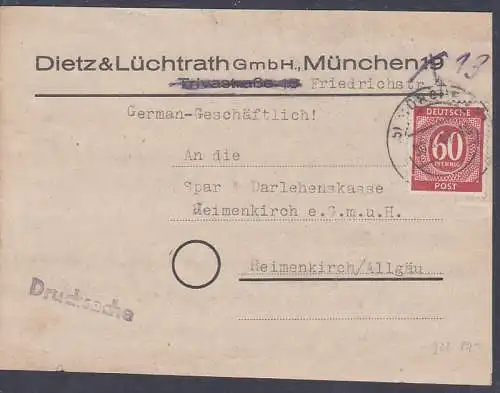 Dietz & Lüchtrath GmbH., München 19
Trivastraße 15 Friedrichstr.
13
German-Geschäftlich!
DEUTSCHE
60
PFENNIG
POST
An die
Spar Darlehenskasse
Heimenkirch e.G.m.u.H.
Heimenkirch/Allgäu
Drucksache